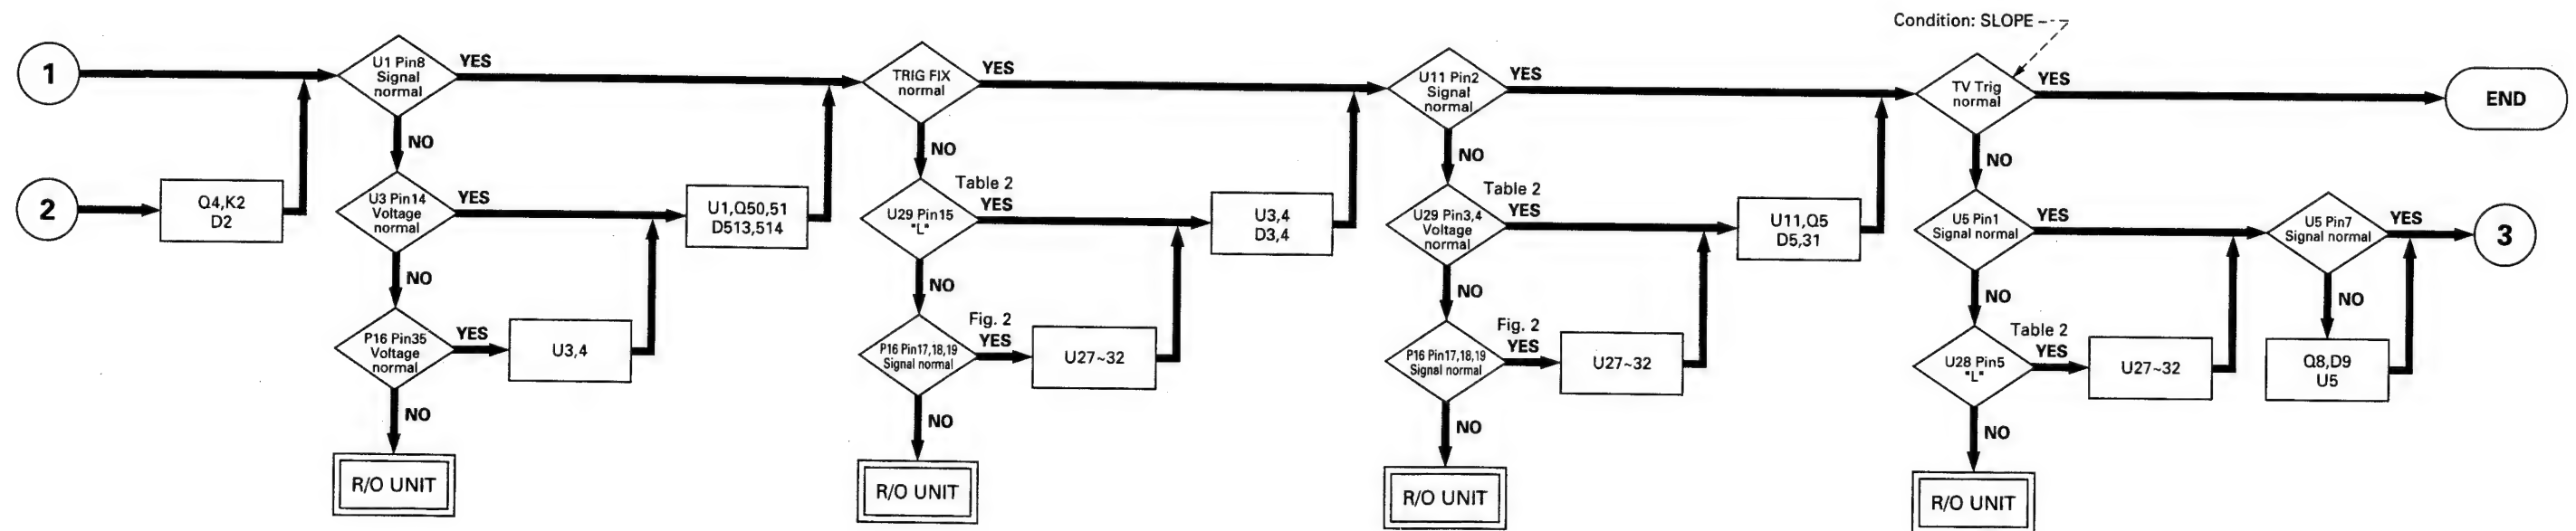 Condition: SLOPE
1
U1 Pin8
Signal
normal
YES
NO
2
Q4,K2
D2
U3 Pin14
Voltage
normal
YES
NO
U1,Q50,51
D513,514
P16 Pin35
Voltage
normal
YES
NO
U3,4
R/O UNIT
TRIG FIX
normal
YES
NO
Table 2
U29 Pin15
"L"
YES
NO
U3,4
D3,4
Fig. 2
P16 Pin17,18,19
Signal normal
YES
NO
U27~32
R/O UNIT
U11 Pin2
Signal
normal
YES
NO
Table 2
U29 Pin3,4
Voltage
normal
YES
NO
U11,Q5
D5,31
Fig. 2
P16 Pin17,18,19
Signal normal
YES
NO
U27~32
R/O UNIT
TV Trig
normal
YES
NO
END
U5 Pin1
Signal normal
YES
NO
U5 Pin7
Signal normal
YES
NO
3
Q8,D9
U5
Table 2
U28 Pin5
"L"
YES
NO
U27~32
R/O UNIT